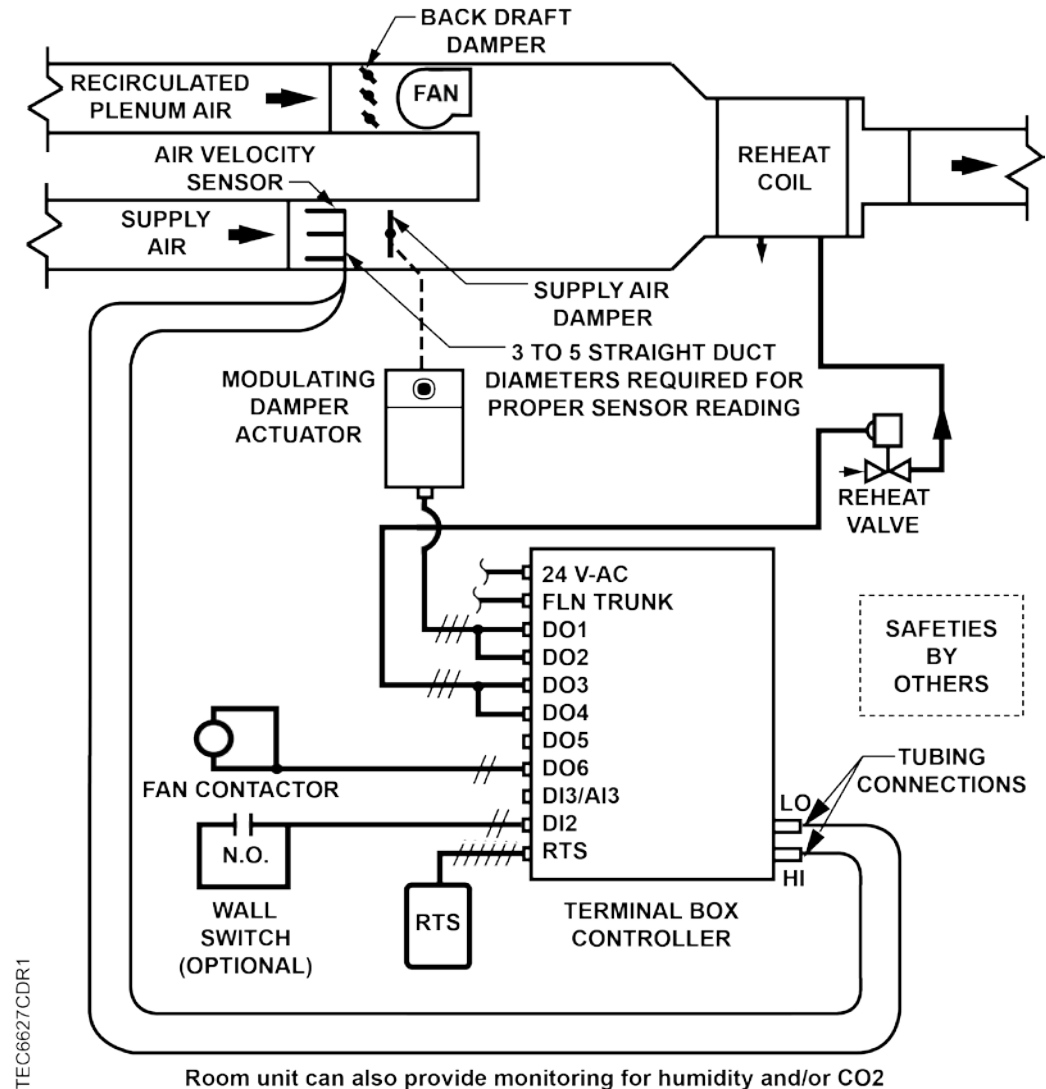 BACK DRAFT
DAMPER
RECIRCULATED
PLENUM AIR
FAN
AIR VELOCITY
SENSOR
REHEAT
COIL
SUPPLY
AIR
SUPPLY AIR
DAMPER
3 TO 5 STRAIGHT DUCT
DIAMETERS REQUIRED FOR
PROPER SENSOR READING
MODULATING
DAMPER
ACTUATOR
REHEAT
VALVE
24 V-AC
FLN TRUNK
DO1
DO2
DO3
DO4
DO5
DO6
DI3/AI3
DI2
RTS
SAFETIES
BY
OTHERS
FAN CONTACTOR
TUBING
CONNECTIONS
LO
HI
N.O.
WALL
SWITCH
(OPTIONAL)
RTS
TERMINAL BOX
CONTROLLER
TEC6627CDR1
Room unit can also provide monitoring for humidity and/or CO2